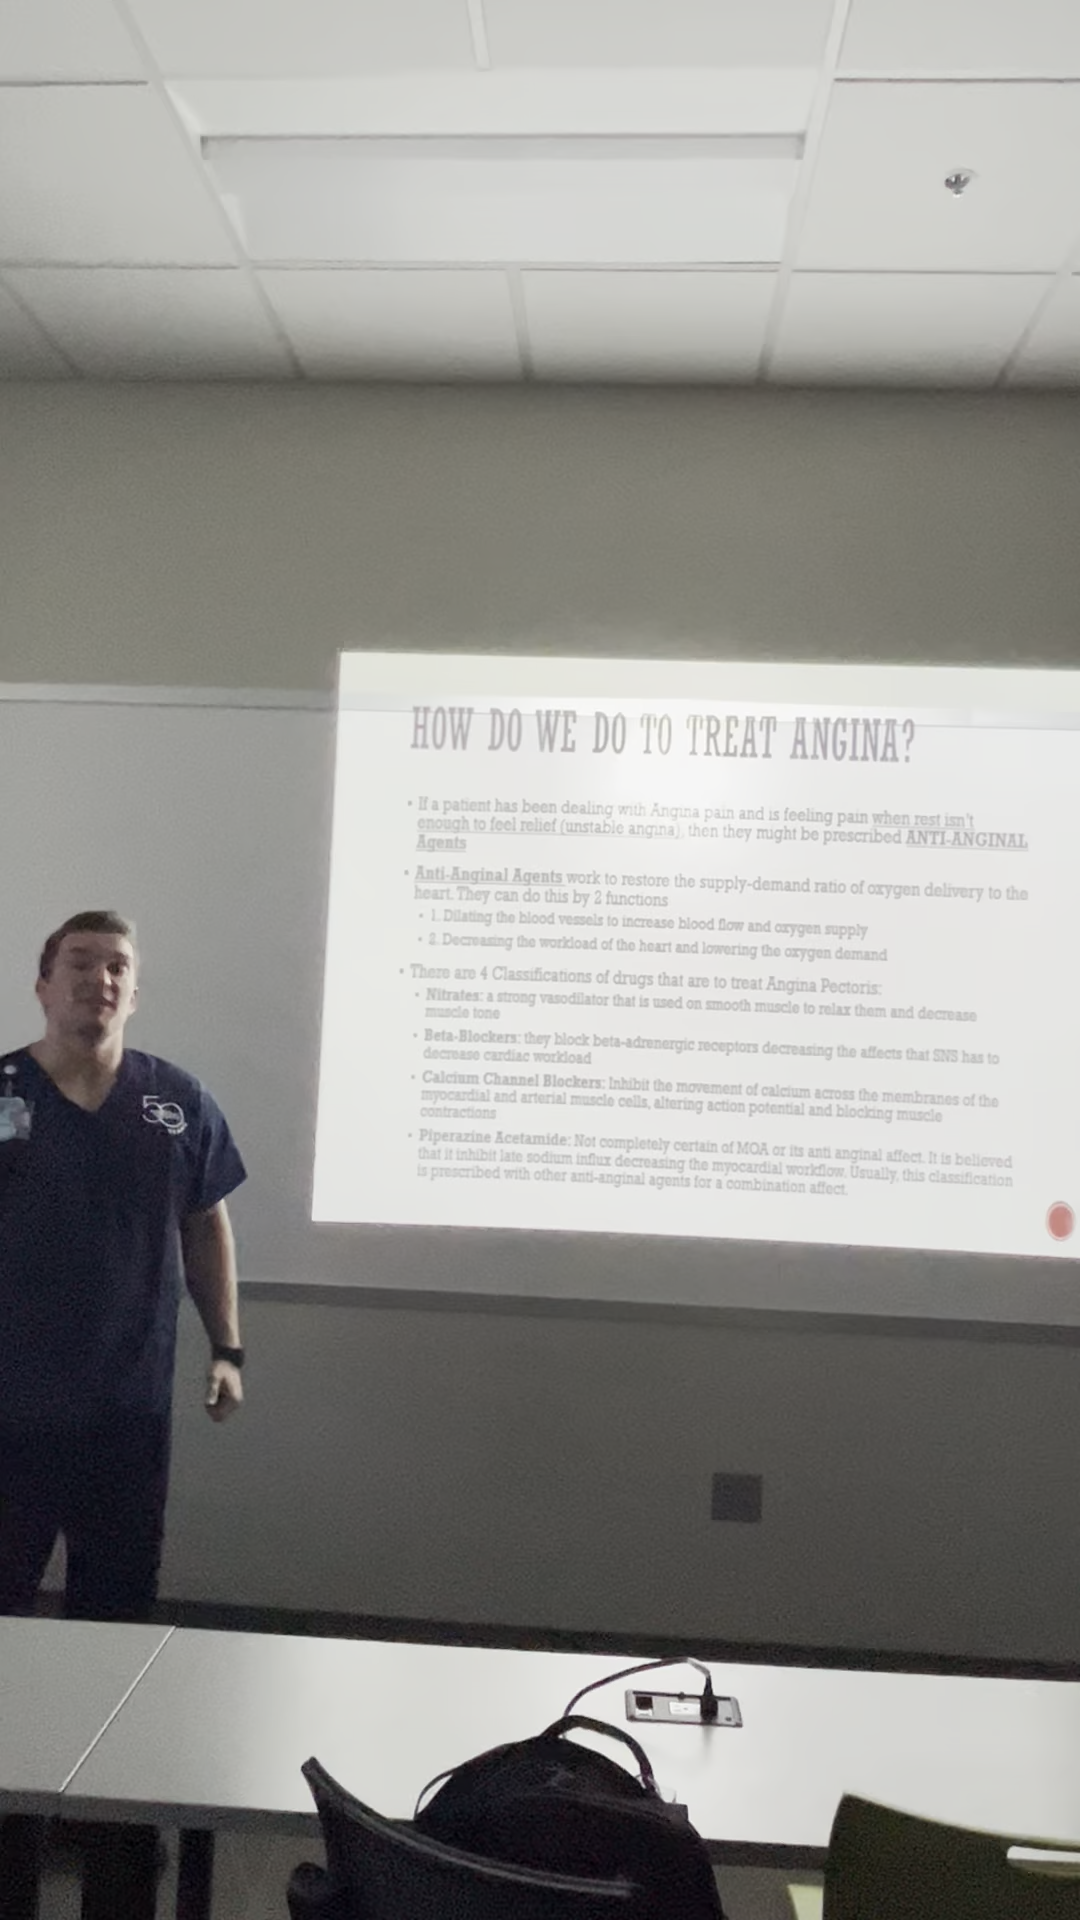 HOW DO WE DO TO TREAT ANGINA?
• If a patient has been dealing with Angina pain and is feeling pain when rest isn't
enough to feel relief (unstable angina), then they might be prescribed ANTI-ANGINAL
Agents
• Anti-Anginal Agents work to restore the supply-demand ratio of oxygen delivery to the
heart. They can do this by 2 functions
• 1. Dilating the blood vessels to increase blood flow and oxygen supply
• 2. Decreasing the workload of the heart and lowering the oxygen demand
• There are 4 Classifications of drugs that are to treat Angina Pectoris:
• Nitrates: a strong vasodilator that is used on smooth muscle to relax them and decrease
muscle tone
• Beta-Blockers: they block beta-adrenergic receptors decreasing the affects that SNS has to
decrease cardiac workload
• Calcium Channel Blockers: Inhibit the movement of calcium across the membranes of the
myocardial and arterial muscle cells, altering action potential and blocking muscle
contractions
• Piperazine Acetamide: Not completely certain of MOA or its anti anginal affect. It is believed
that it inhibit late sodium influx decreasing the myocardial workflow. Usually, this classification
is prescribed with other anti-anginal agents for a combination affect.
50